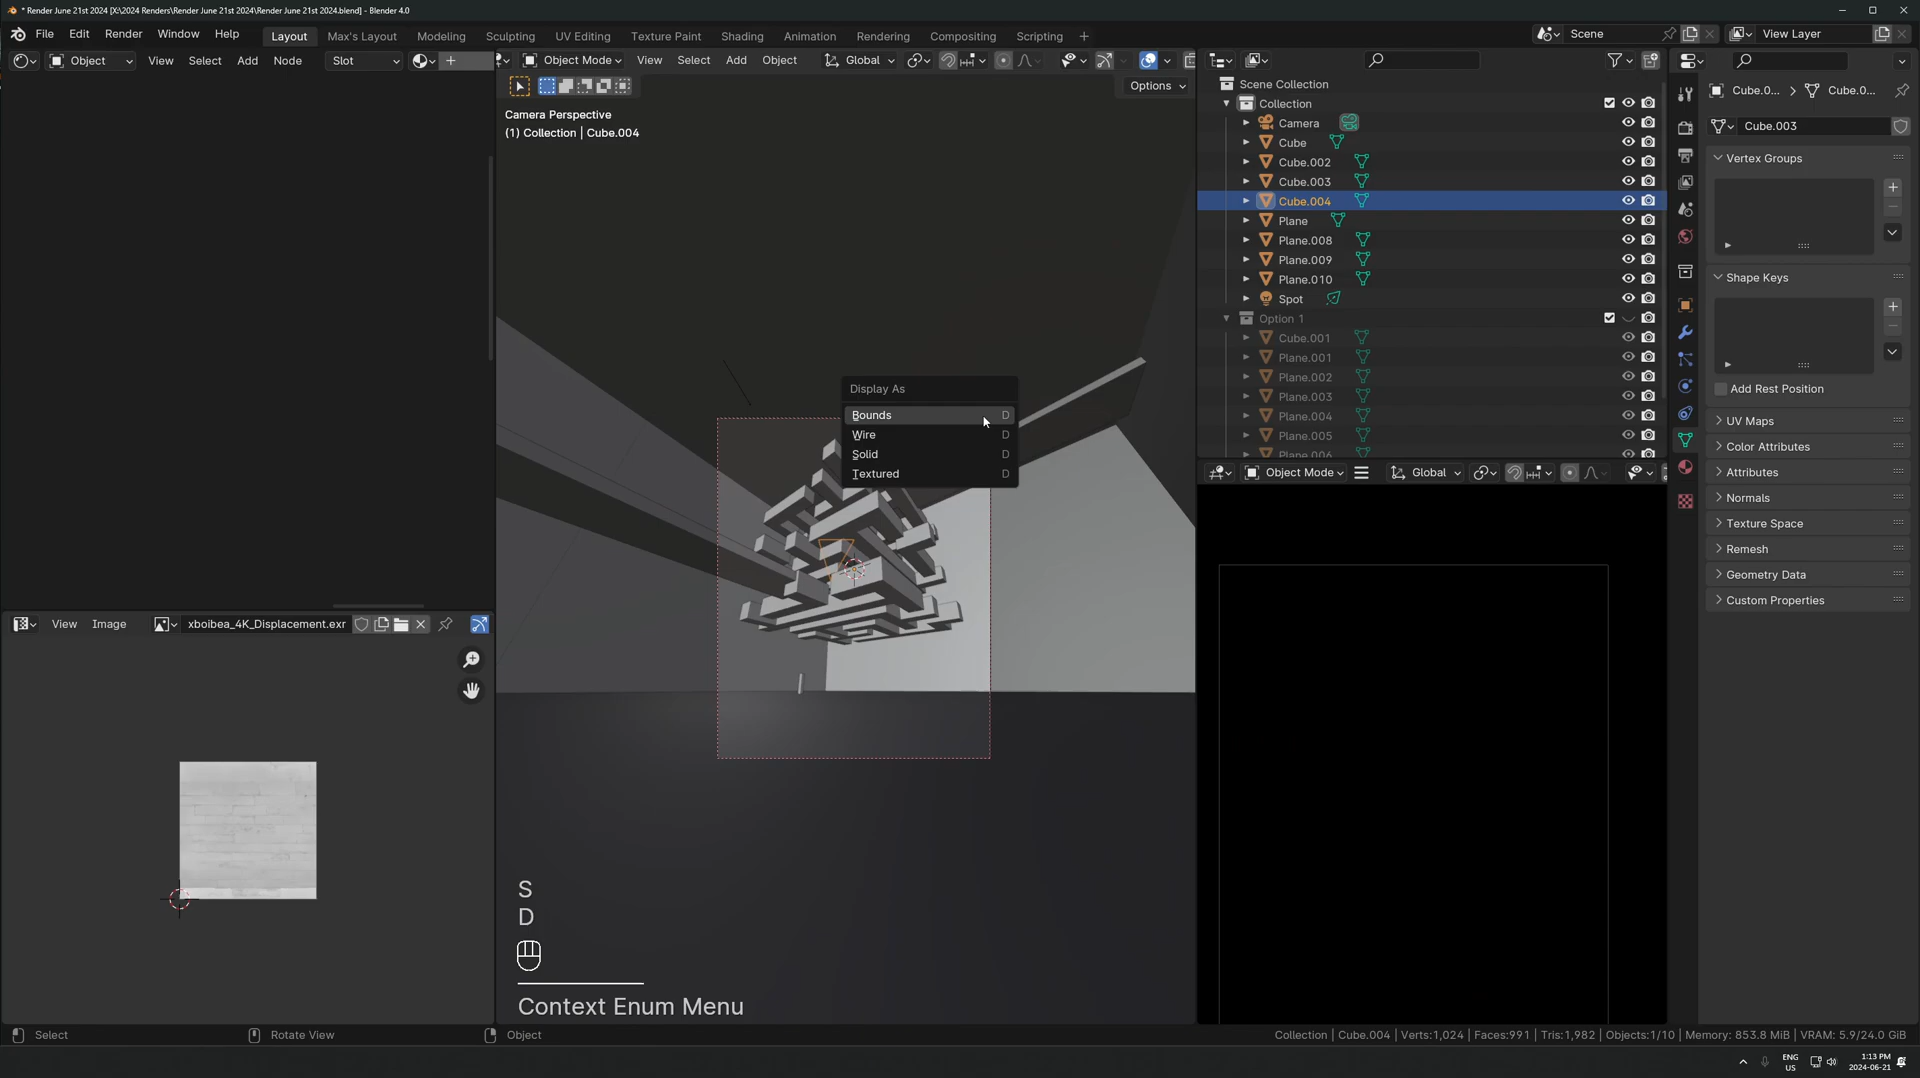 * Render June 21st 2024 [X:\2024 Renders\Render June 21st 2024\Render June 21st 2024.blend] - Blender 4.0
File Edit Render Window Help Layout Max's Layout Modeling Sculpting UV Editing Texture Paint Shading Animation Rendering Compositing Scripting + Scene View Layer
Object View Select Add Node Slot
Object Mode View Select Add Object Global
Options
Camera Perspective
(1) Collection | Cube.004
Display As
Bounds D
Wire D
Solid D
Textured D
S
D
Context Enum Menu
View Image xboibea_4K_Displacement.exr
Scene Collection
Collection
Camera
Cube
Cube.002
Cube.003
Cube.004
Plane
Plane.008
Plane.009
Plane.010
Spot
Option 1
Cube.001
Plane.001
Plane.002
Plane.003
Plane.004
Plane.005
Plane.006
Object Mode Global
Cube.0... Cube.0...
Cube.003
Vertex Groups
Shape Keys
Add Rest Position
UV Maps
Color Attributes
Attributes
Normals
Texture Space
Remesh
Geometry Data
Custom Properties
Select Rotate View Object
Collection | Cube.004 | Verts:1,024 | Faces:991 | Tris:1,982 | Objects:1/10 | Memory: 853.8 MiB | VRAM: 5.9/24.0 GiB
ENG
US
1:13 PM
2024-06-21